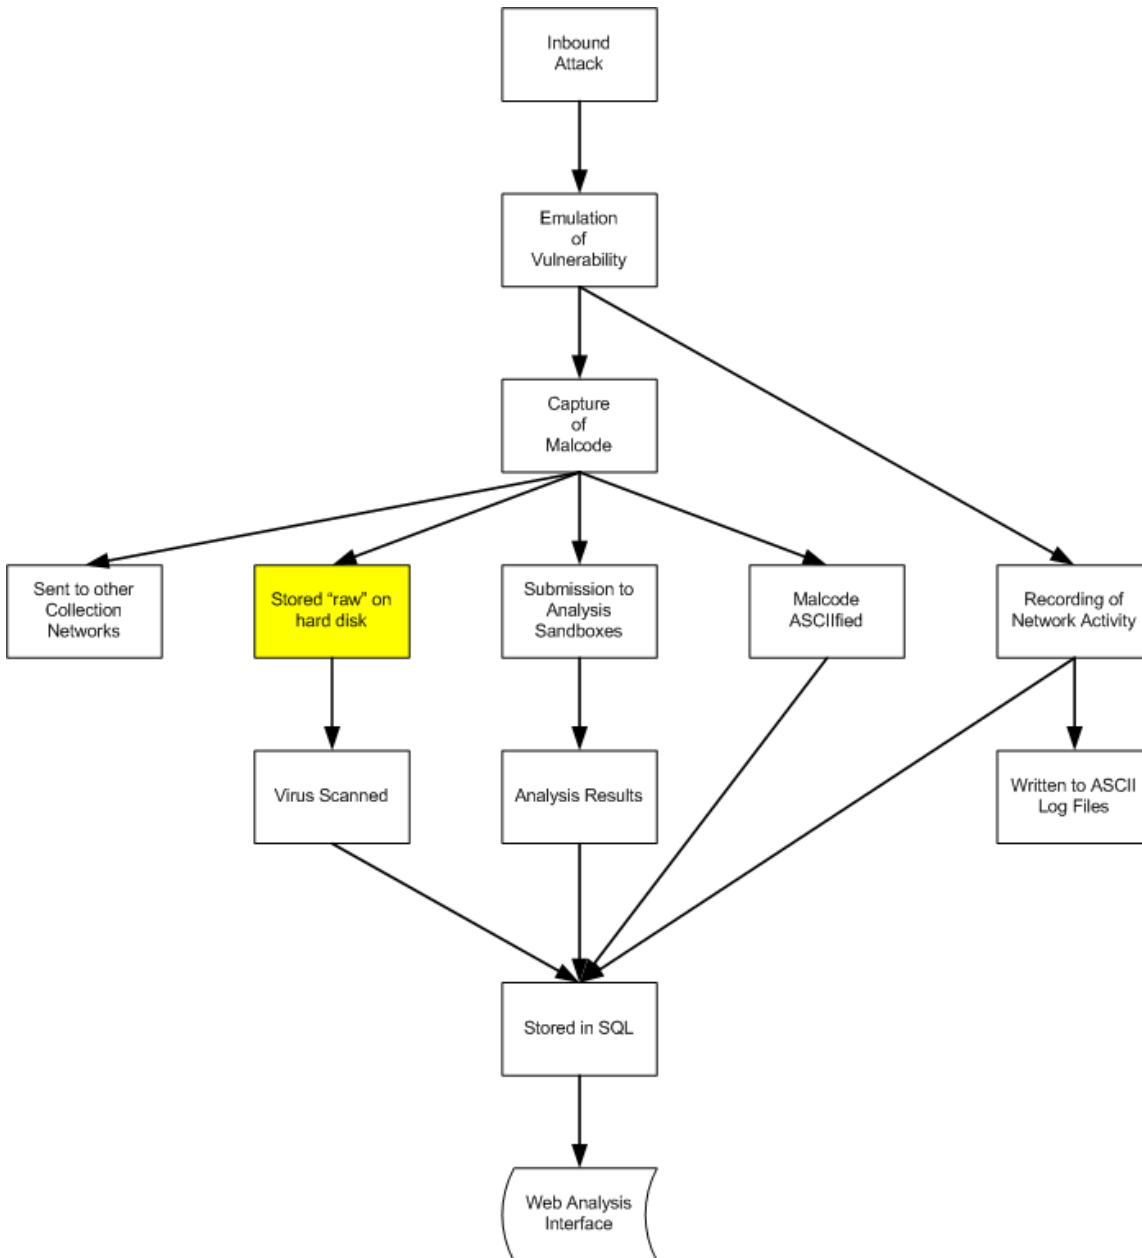 Inbound
Attack
Emulation
of
Vulnerability
Capture
of
Malcode
Sent to other
Collection
Networks
Stored “raw” on
hard disk
Submission to
Analysis
Sandboxes
Malcode
ASCIIfied
Recording of
Network Activity
Virus Scanned
Analysis Results
Written to ASCII
Log Files
Stored in SQL
Web Analysis
Interface